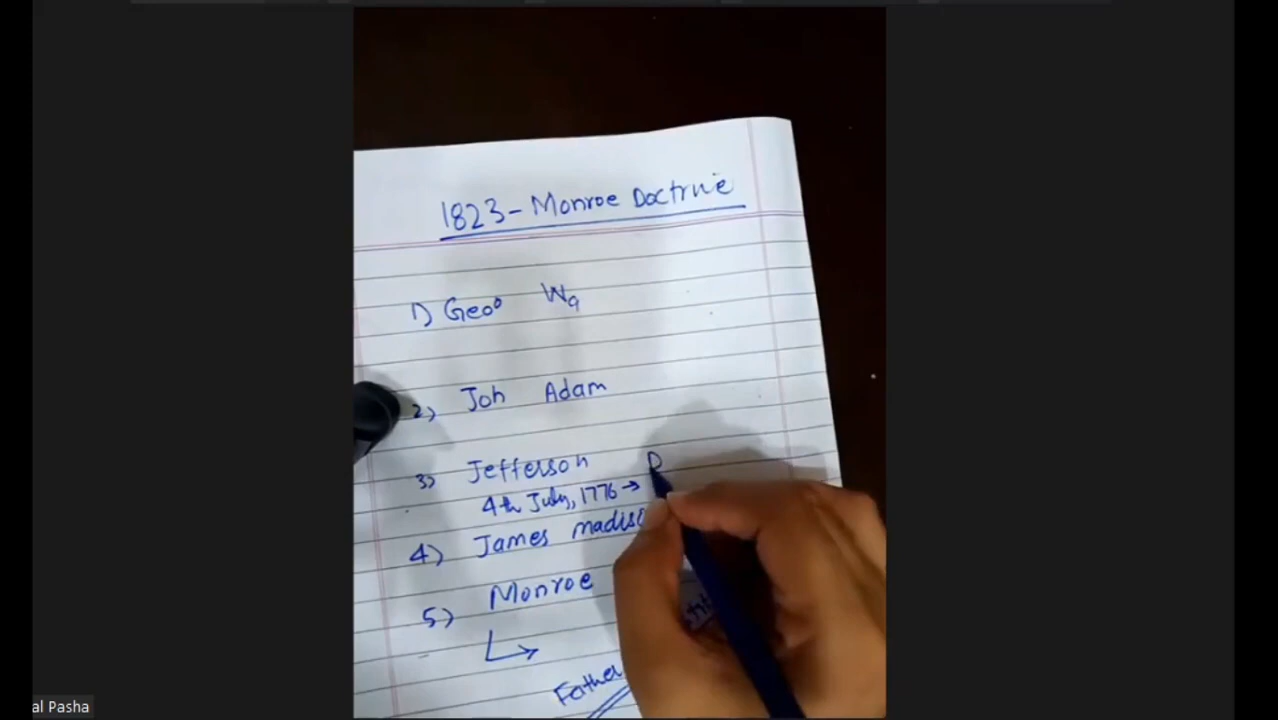 1823 - Monroe Doctrine
1) Geo Wa
2) Joh Adam
3) Jefferson D
4th July, 1776 →
4) James madiso
5) Monroe
Father
al Pasha